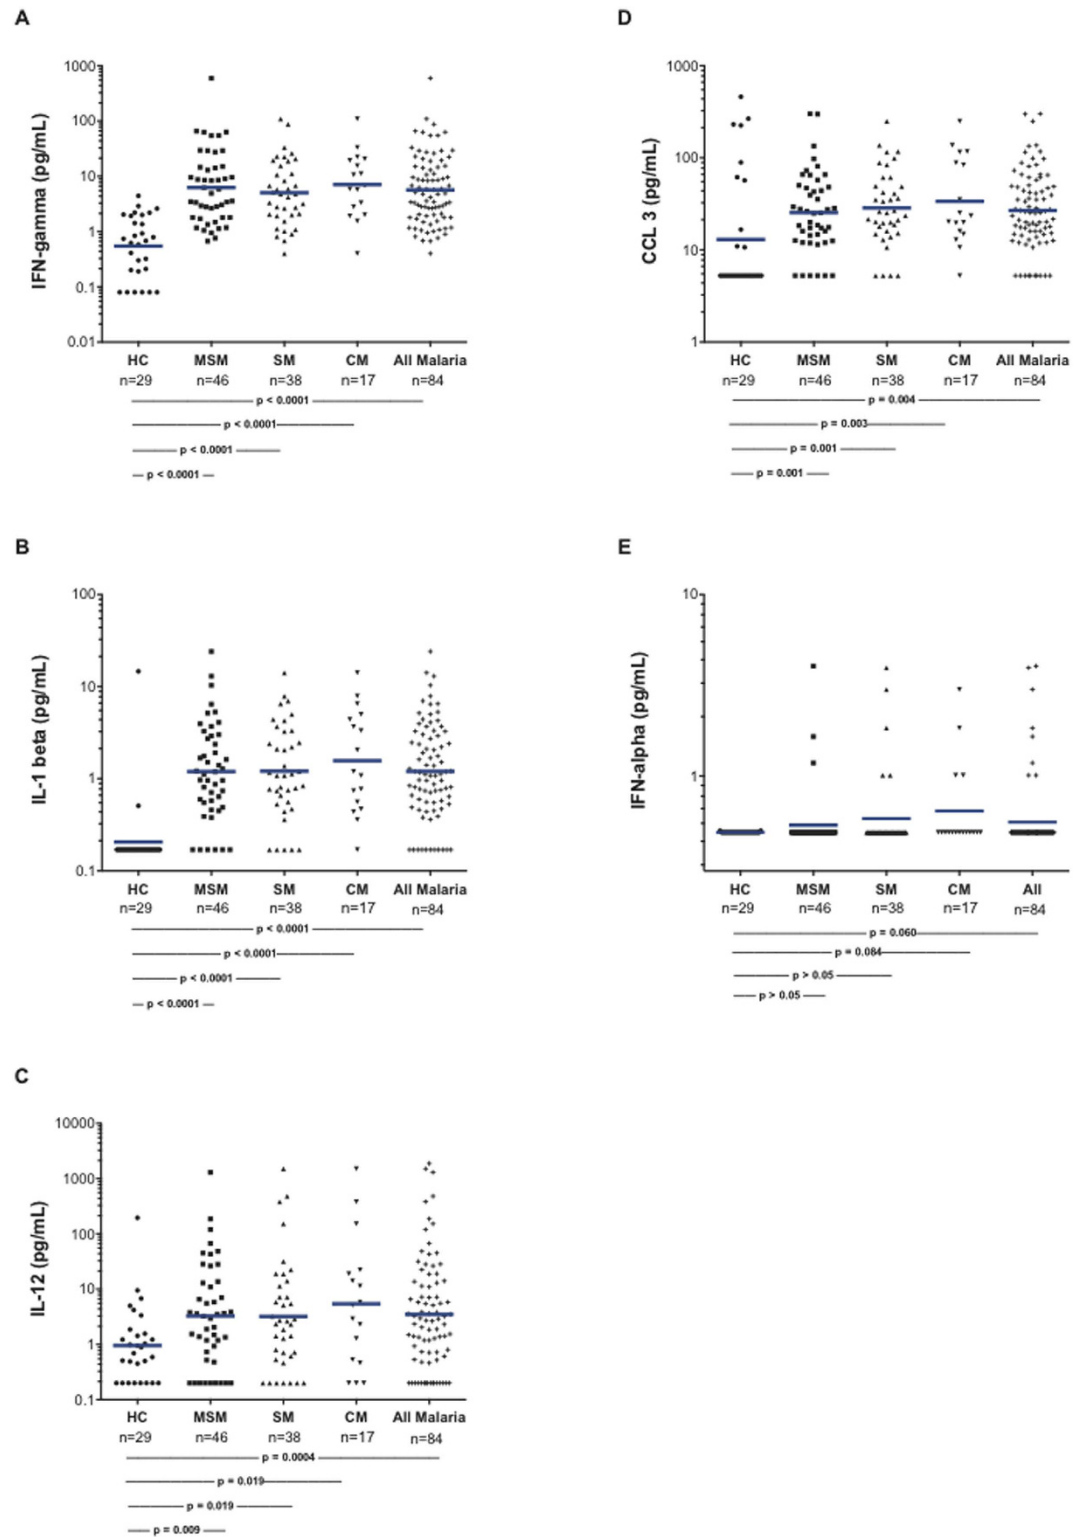 A
IFN-gamma (pg/mL)
1000
100
10
1
0.1
0.01
HC MSM SM CM All Malaria
n=29 n=46 n=38 n=17 n=84
p < 0.0001
p < 0.0001
p < 0.0001
p < 0.0001
D
CCL 3 (pg/mL)
1000
100
10
1
HC MSM SM CM All Malaria
n=29 n=46 n=38 n=17 n=84
p = 0.004
p = 0.003
p = 0.001
p = 0.001
B
IL-1 beta (pg/mL)
100
10
1
0.1
HC MSM SM CM All Malaria
n=29 n=46 n=38 n=17 n=84
p < 0.0001
p < 0.0001
p < 0.0001
p < 0.0001
E
IFN-alpha (pg/mL)
10
1
HC MSM SM CM All
n=29 n=46 n=38 n=17 n=84
p = 0.060
p = 0.084
p > 0.05
p > 0.05
C
IL-12 (pg/mL)
10000
1000
100
10
1
0.1
HC MSM SM CM All Malaria
n=29 n=46 n=38 n=17 n=84
p = 0.0004
p = 0.019
p = 0.019
p = 0.009